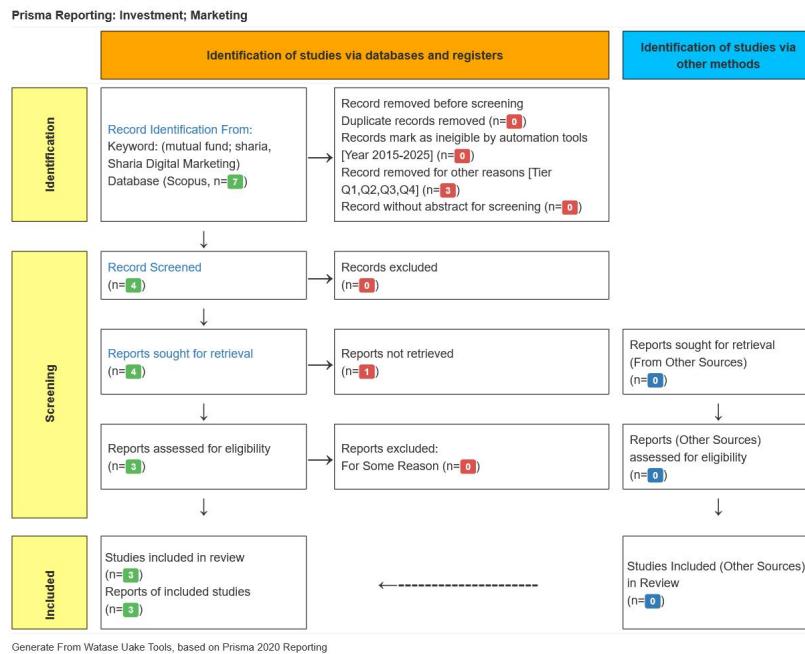 Prisma Reporting: Investment; Marketing
Identification of studies via databases and registers
Identification of studies via
other methods
Identification
Record Identification From:
Keyword: (mutual fund; sharia,
Sharia Digital Marketing)
Database (Scopus, n=7)
Record removed before screening
Duplicate records removed (n=0)
Records mark as ineigible by automation tools
[Year 2015-2025] (n=0)
Record removed for other reasons [Tier
Q1,Q2,Q3,Q4] (n=3)
Record without abstract for screening (n=0)
Screening
Record Screened
(n=4)
Records excluded
(n=0)
Reports sought for retrieval
(n=4)
Reports not retrieved
(n=1)
Reports sought for retrieval
(From Other Sources)
(n=0)
Reports assessed for eligibility
(n=3)
Reports excluded:
For Some Reason (n=0)
Reports (Other Sources)
assessed for eligibility
(n=0)
Included
Studies included in review
(n=3)
Reports of included studies
(n=3)
Studies Included (Other Sources)
in Review
(n=0)
Generate From Watase Uake Tools, based on Prisma 2020 Reporting